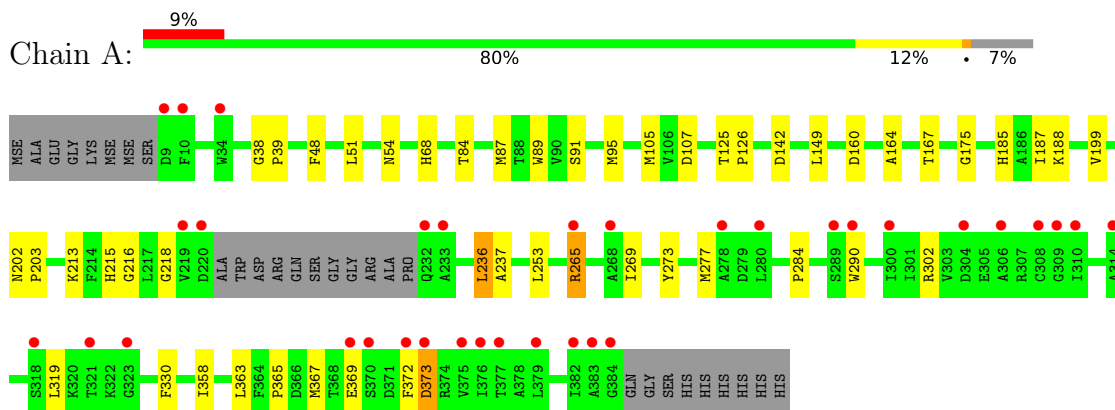 9%
Chain A:
80% 12% • 7%
MSE ALA GLU GLY LYS MSE MSE SER D9 F10 W34 G38 P39 F48 L51 N54 H68 T84 M87 T88 W89 V90 S91 M95 M105 V106 D107 T125 P126 D142 L149 D160 A164 T167 G175 H185 A186 I187 K188 V199
N202 P203 K213 F214 H215 G216 L217 G218 V219 D220 ALA TRP ASP ARG GLN SER GLY GLY ARG ALA PRO Q232 A233 L236 A237 L253 R265 A268 I269 Y273 M277 A278 D279 L280 P284 S289 W290 I300 I301 R302 V303 D304 E305 A306 R307 C308 G309 I310 A314
S318 L319 K320 T321 K322 G323 F330 I358 L363 F364 P365 D366 M367 T368 E369 S370 D371 F372 D373 R374 V375 I376 T377 A378 L379 I382 A383 G384 GLN GLY SER HIS HIS HIS HIS HIS HIS